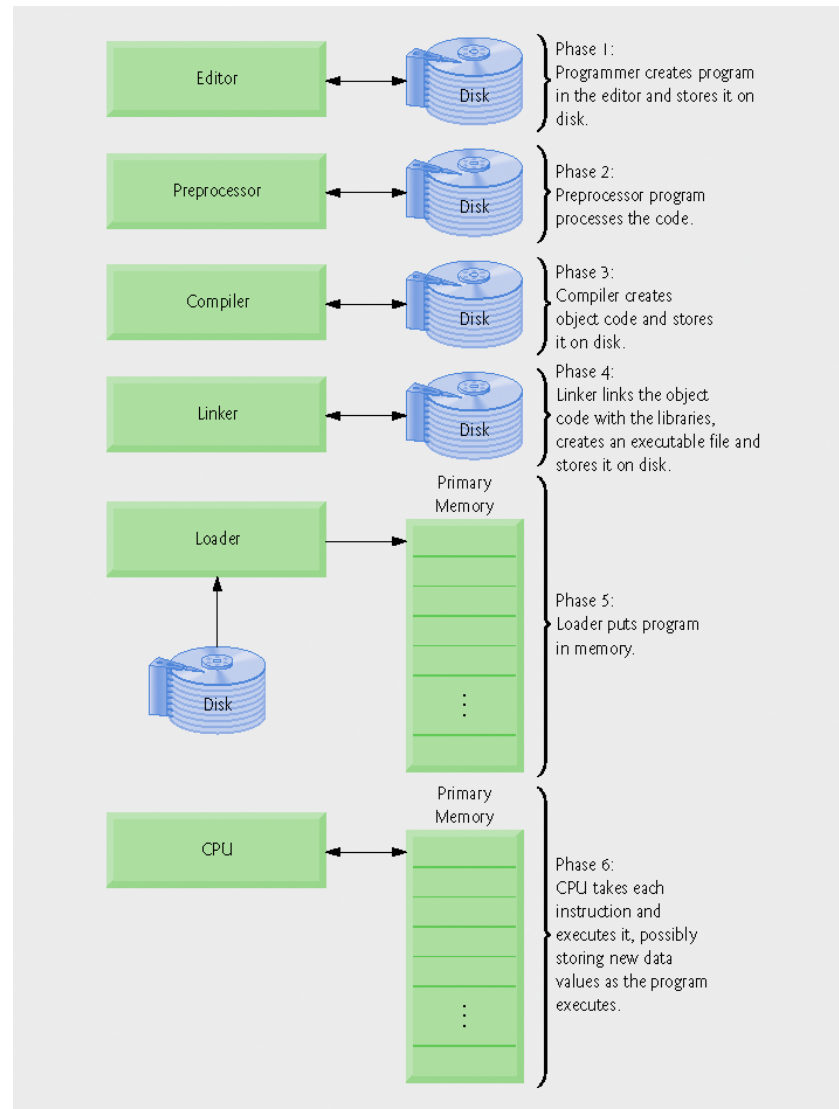 Editor
Disk
Phase 1:
Programmer creates program
in the editor and stores it on
disk.
Preprocessor
Disk
Phase 2:
Preprocessor program
processes the code.
Compiler
Disk
Phase 3:
Compiler creates
object code and stores
it on disk.
Linker
Disk
Phase 4:
Linker links the object
code with the libraries,
creates an executable file and
stores it on disk.
Primary
Memory
Loader
Disk
Phase 5:
Loader puts program
in memory.
Primary
Memory
CPU
Phase 6:
CPU takes each
instruction and
executes it, possibly
storing new data
values as the program
executes.